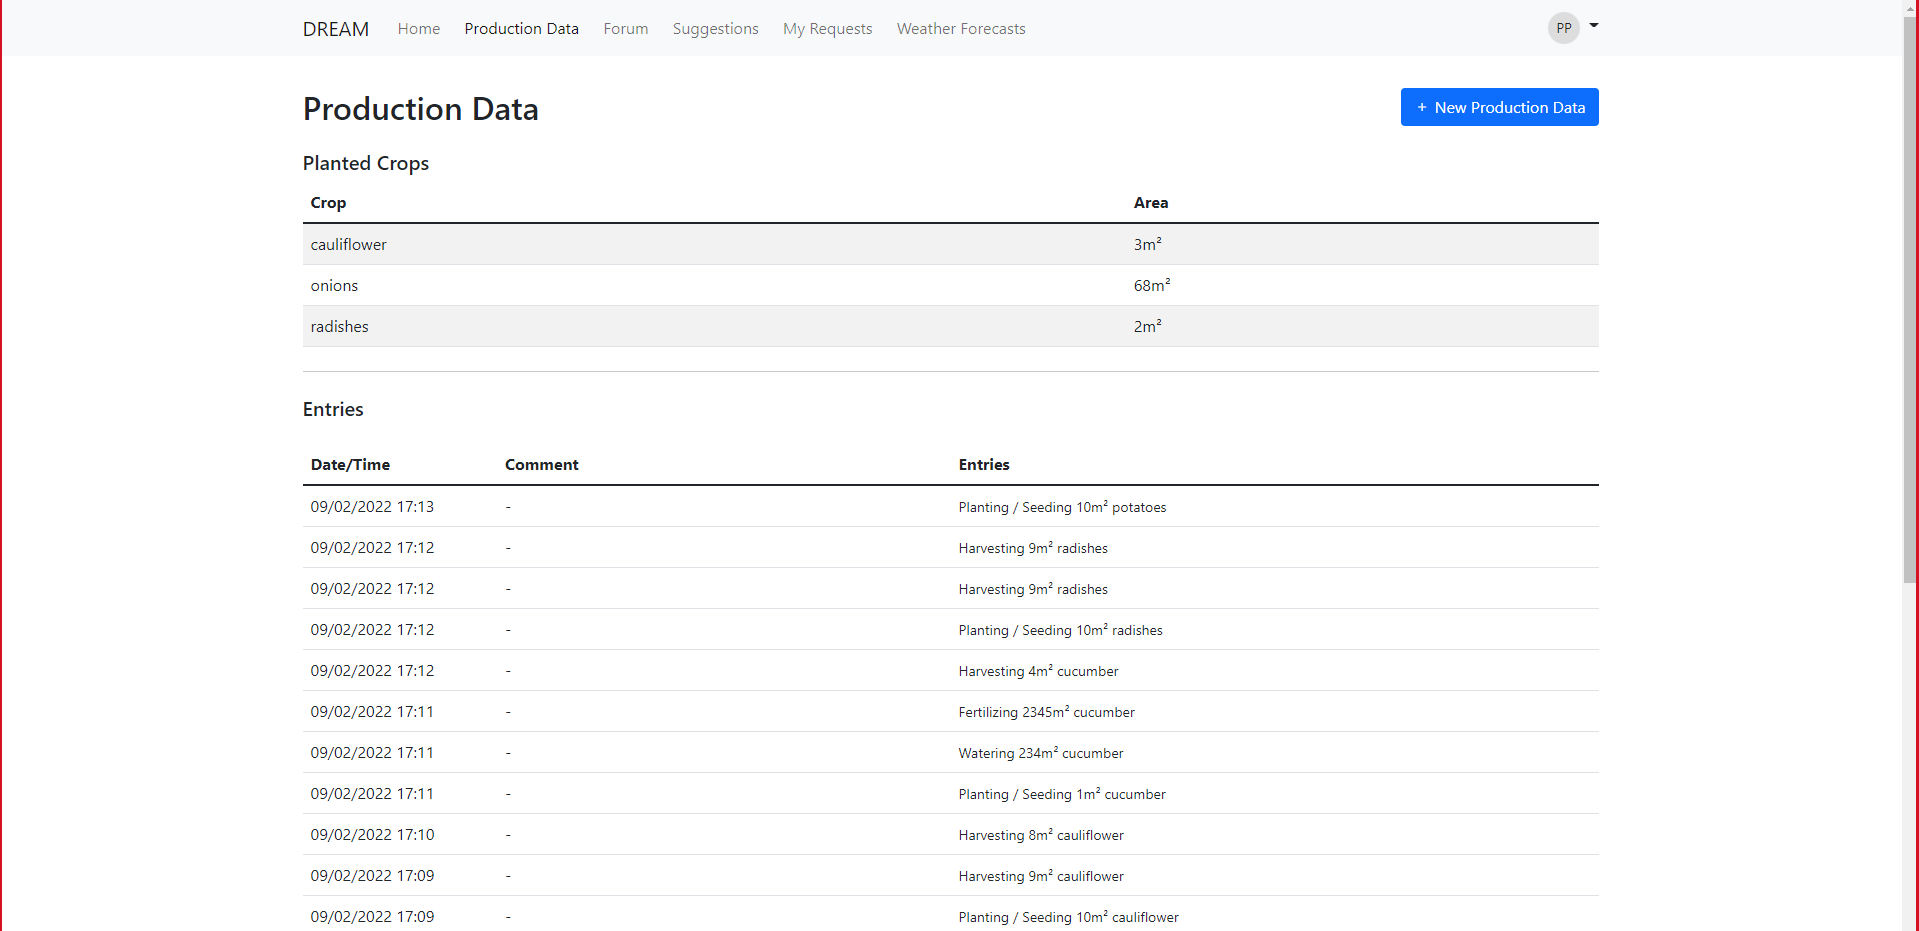 DREAM Home Production Data Forum Suggestions My Requests Weather Forecasts PP
Production Data + New Production Data
Planted Crops
Crop Area
cauliflower 3m²
onions 68m²
radishes 2m²
Entries
Date/Time Comment Entries
09/02/2022 17:13 - Planting / Seeding 10m² potatoes
09/02/2022 17:12 - Harvesting 9m² radishes
09/02/2022 17:12 - Harvesting 9m² radishes
09/02/2022 17:12 - Planting / Seeding 10m² radishes
09/02/2022 17:12 - Harvesting 4m² cucumber
09/02/2022 17:11 - Fertilizing 2345m² cucumber
09/02/2022 17:11 - Watering 234m² cucumber
09/02/2022 17:11 - Planting / Seeding 1m² cucumber
09/02/2022 17:10 - Harvesting 8m² cauliflower
09/02/2022 17:09 - Harvesting 9m² cauliflower
09/02/2022 17:09 - Planting / Seeding 10m² cauliflower